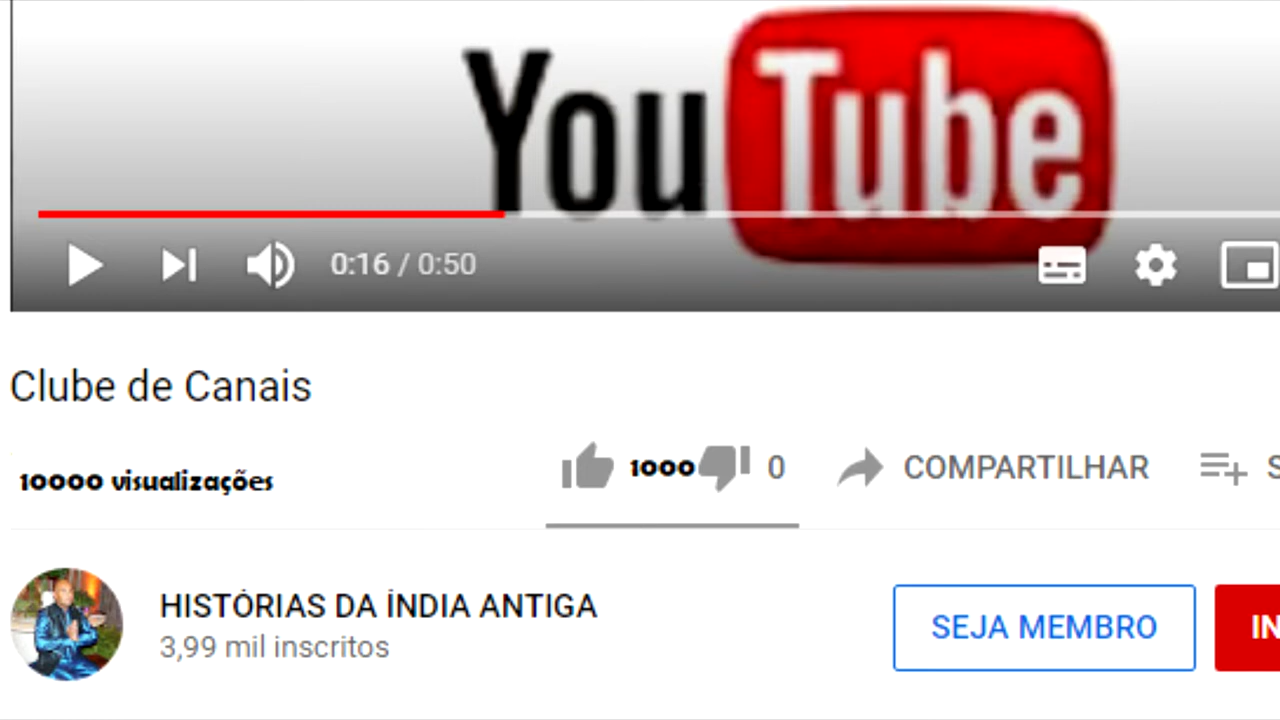 YouTube
0:16 / 0:50
Clube de Canais
10000 visualizações
1000 0 COMPARTILHAR
HISTÓRIAS DA ÍNDIA ANTIGA
3,99 mil inscritos
SEJA MEMBRO